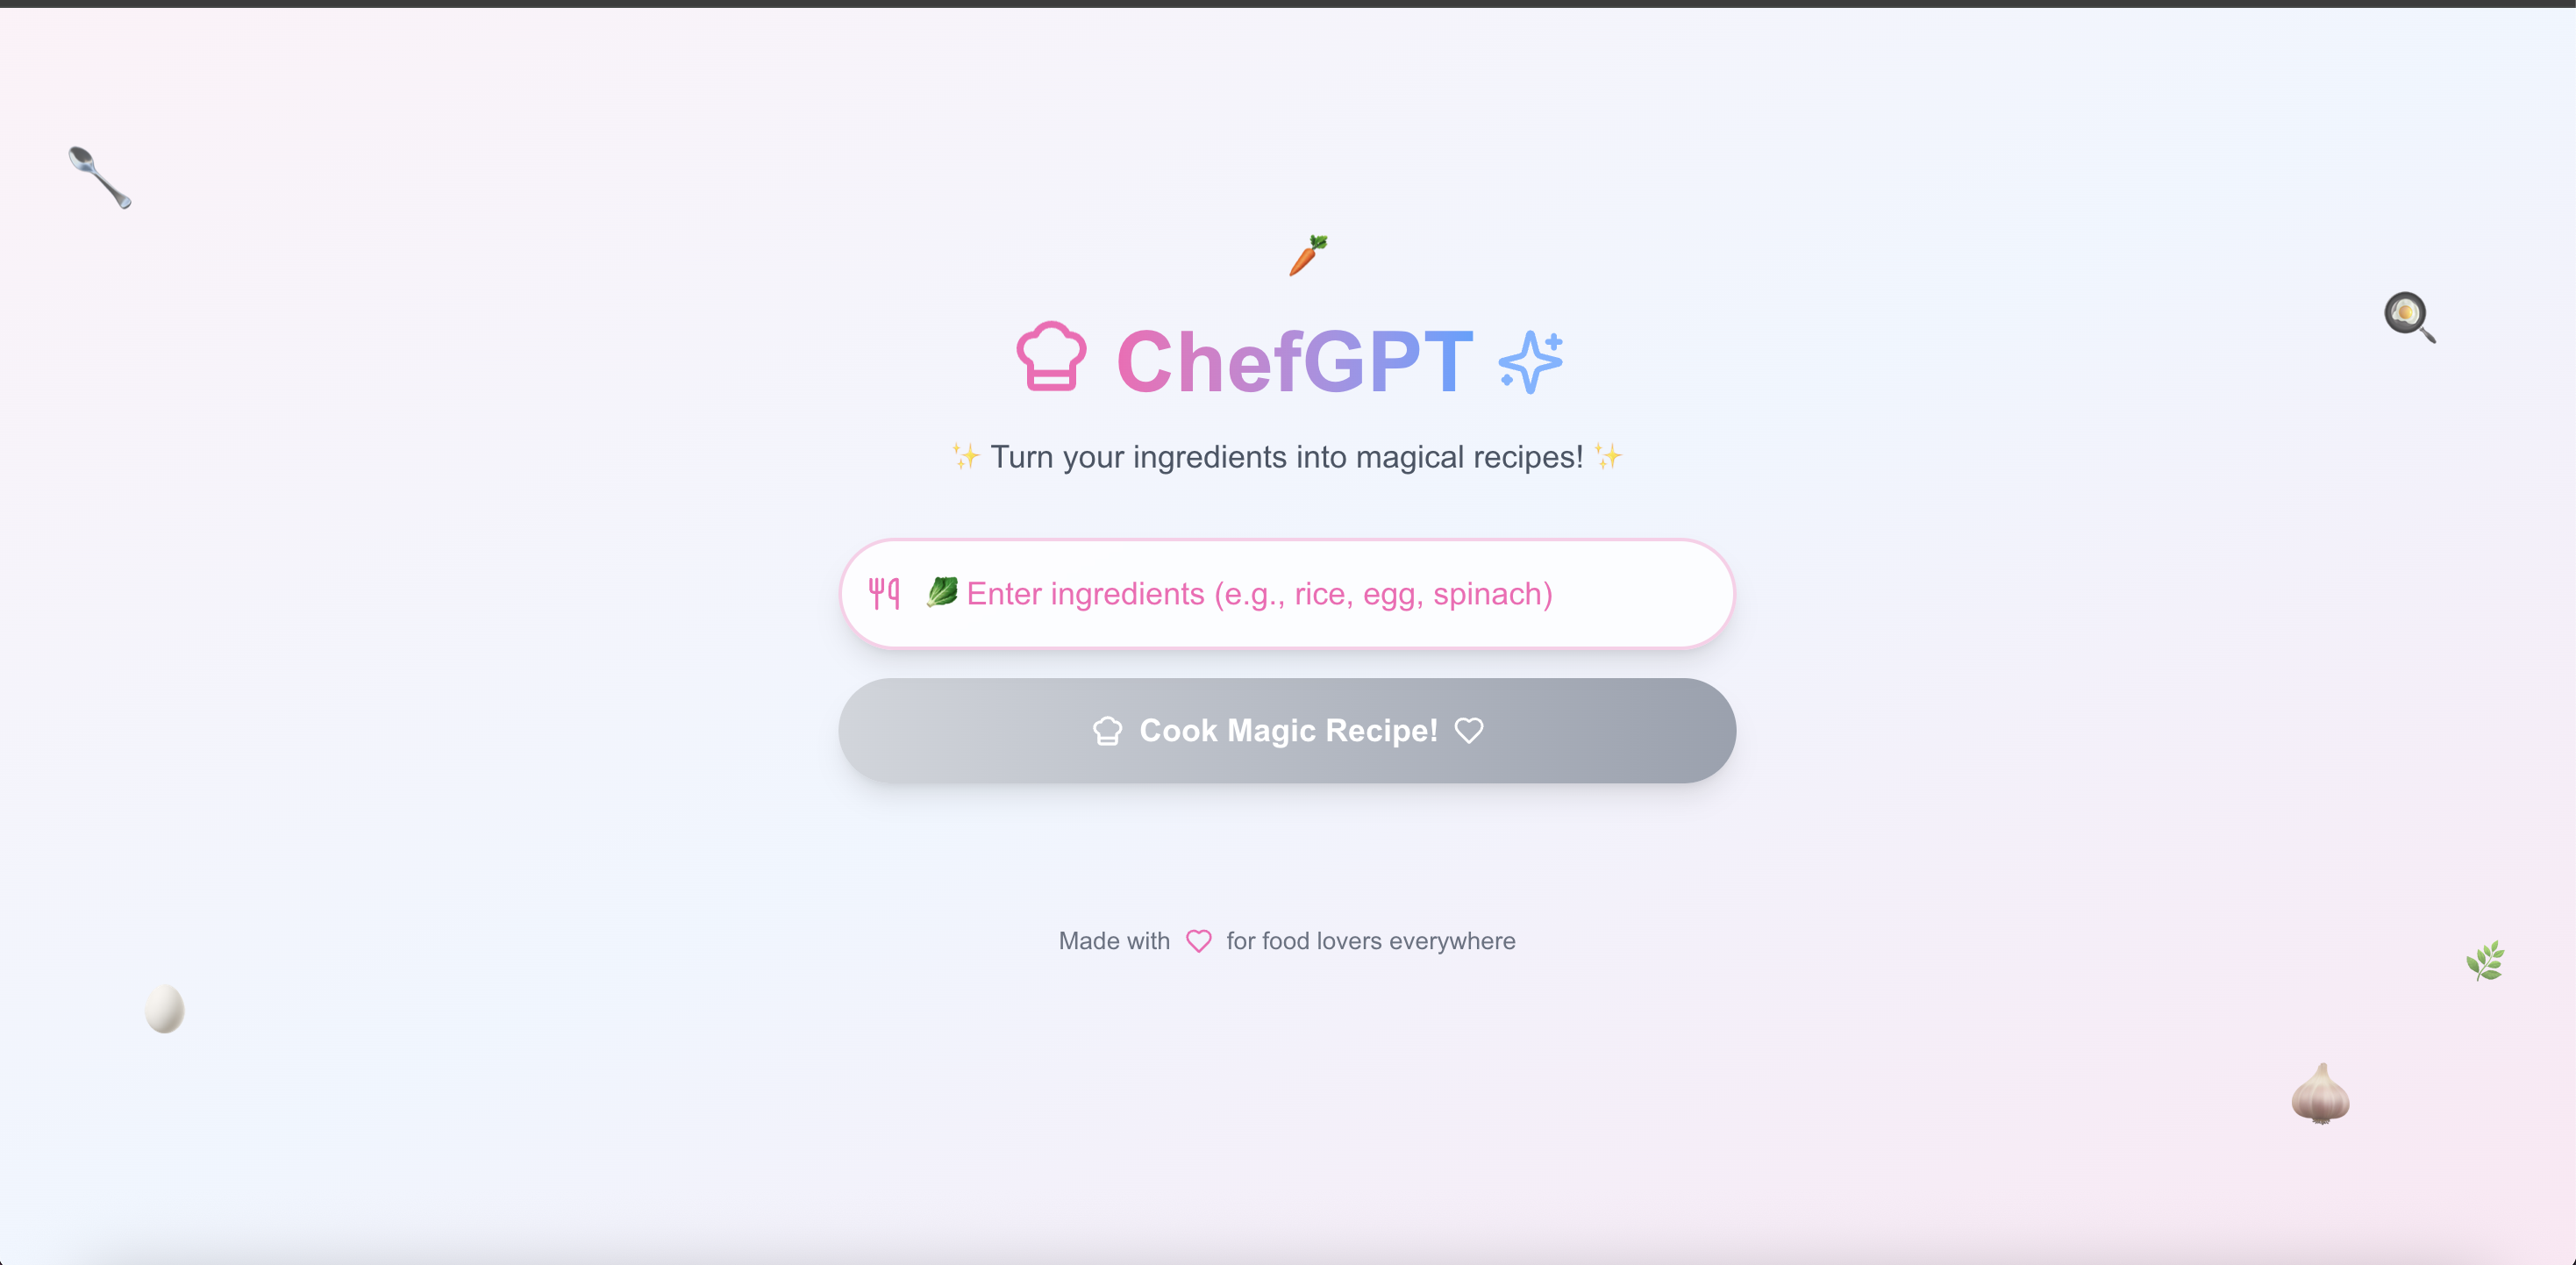 ChefGPT
✨ Turn your ingredients into magical recipes! ✨
🥬 Enter ingredients (e.g., rice, egg, spinach)
Cook Magic Recipe!
Made with ♡ for food lovers everywhere